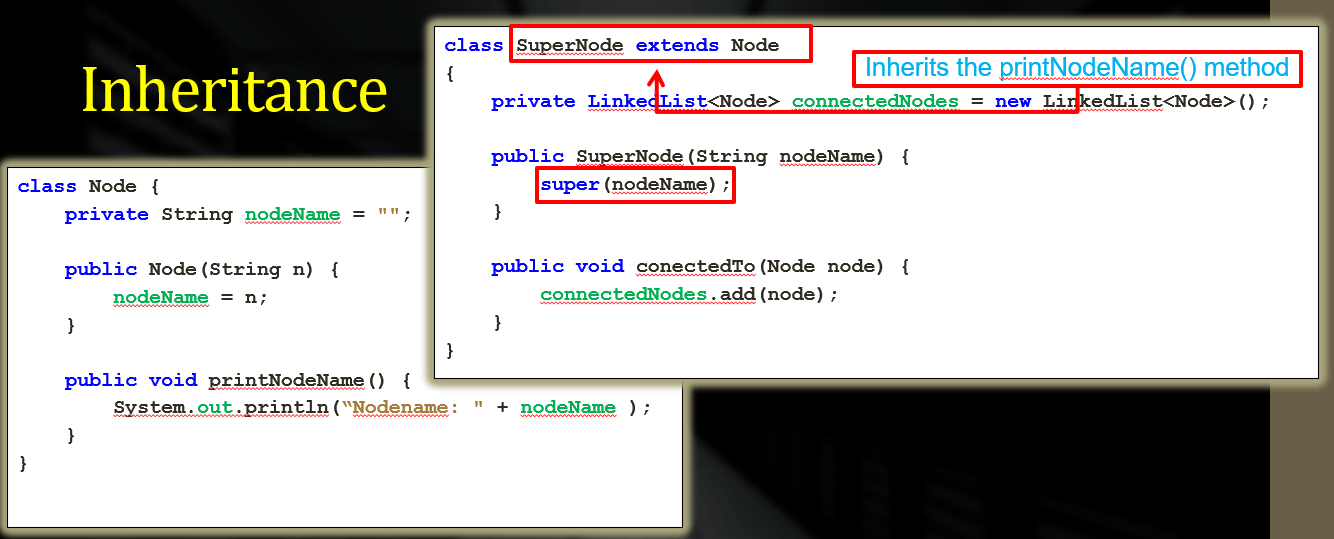 Inheritance
class Node {
private String nodeName = "";
public Node(String n) {
nodeName = n;
}
public void printNodeName() {
System.out.println(“Nodename: " + nodeName );
}
}
class SuperNode extends Node
{
Inherits the printNodeName() method
private LinkedList<Node> connectedNodes = new LinkedList<Node>();
public SuperNode(String nodeName) {
super(nodeName);
}
public void conectedTo(Node node) {
connectedNodes.add(node);
}
}